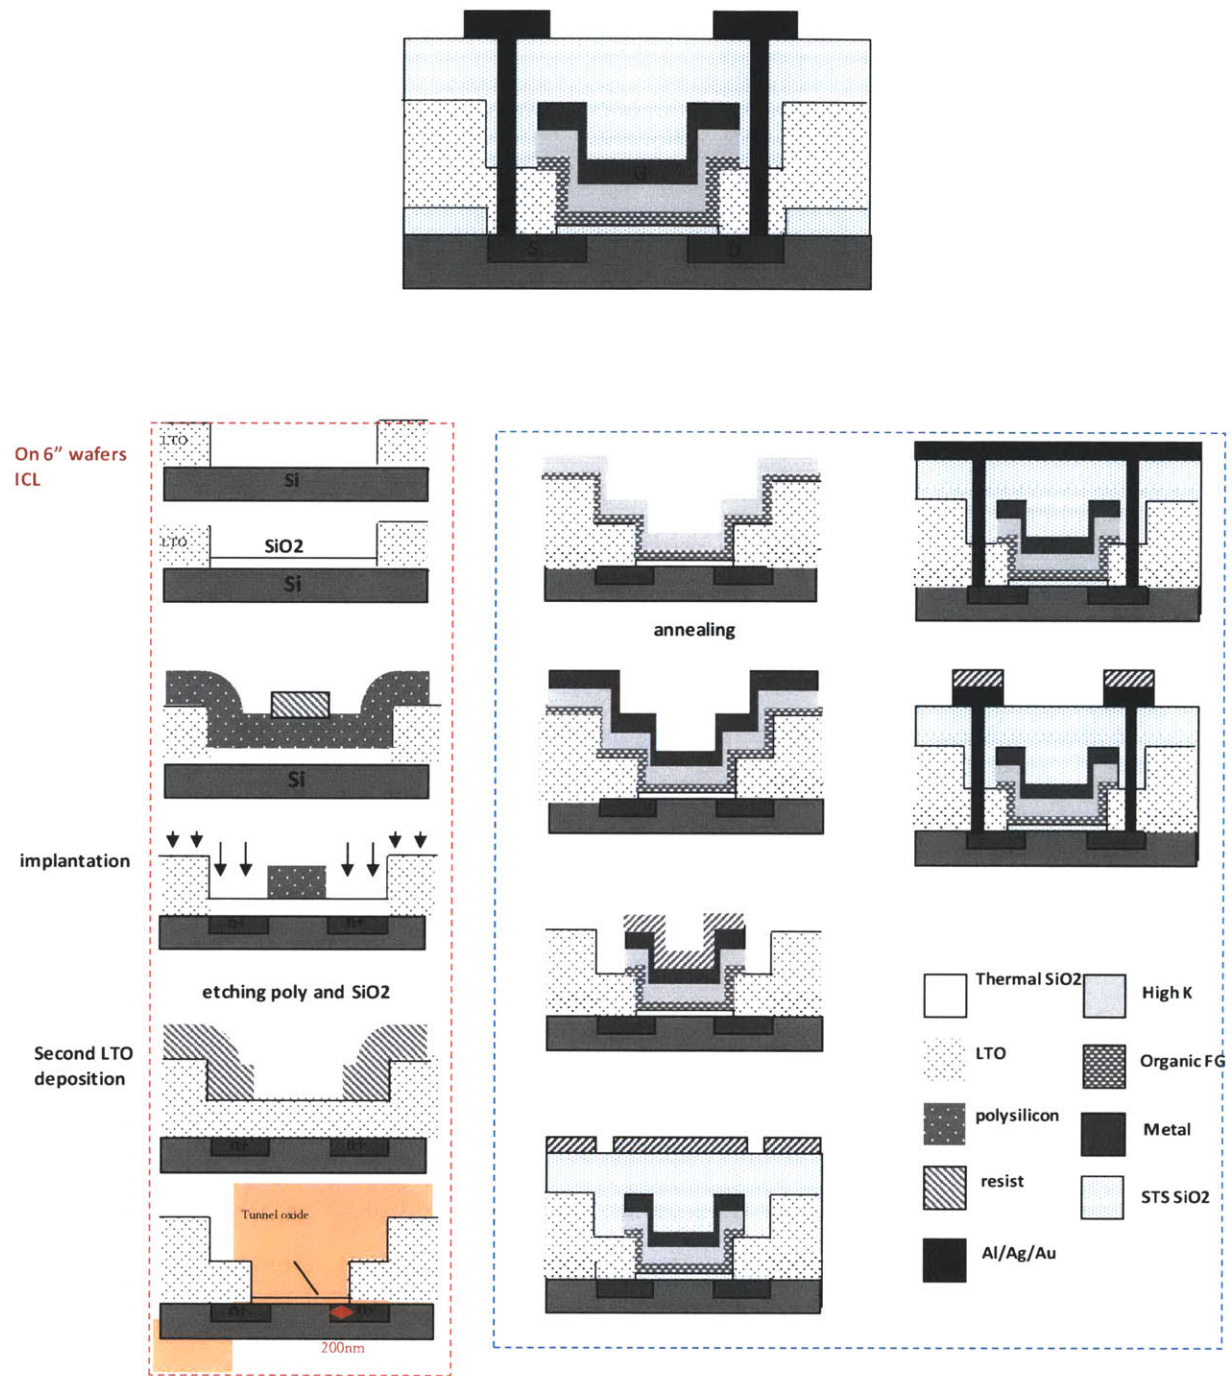 G
S
D
On 6” wafers
ICL
LTO
Si
LTO
SiO2
Si
Si
implantation
n+
n+
etching poly and SiO2
Second LTO
deposition
n+
n+
Tunnel oxide
n+
n+
200nm
annealing
Thermal SiO2
High K
LTO
Organic FG
polysilicon
Metal
resist
STS SiO2
Al/Ag/Au